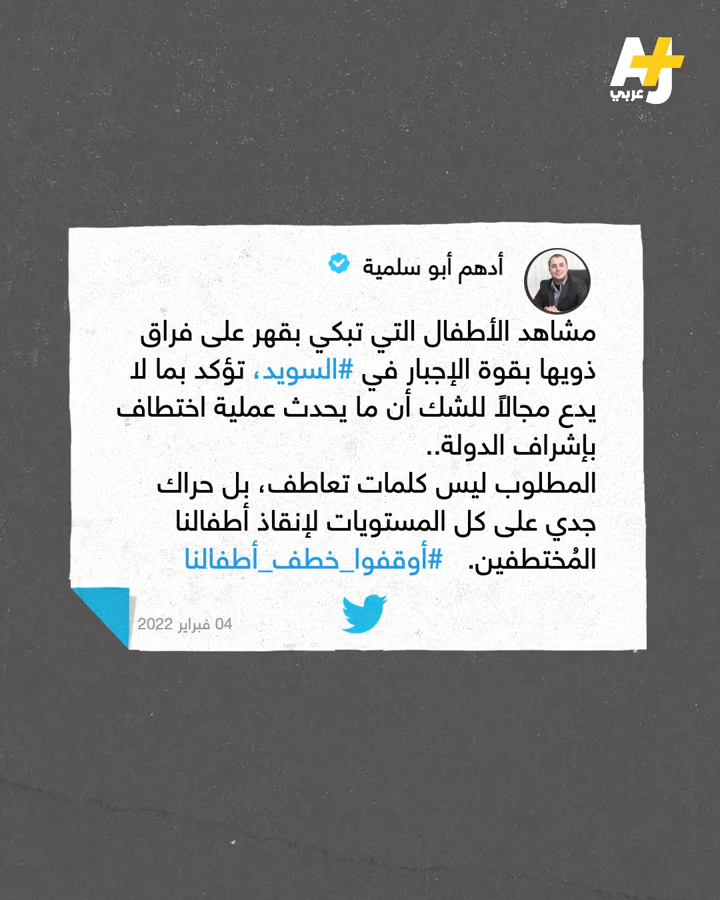 AJ+
عربي
أدهم أبو سلمية
مشاهد الأطفال التي تبكي بقهر على فراق
ذويها بقوة الإجبار في #السويد، تؤكد بما لا
يدع مجالاً للشك أن ما يحدث عملية اختطاف
بإشراف الدولة..
المطلوب ليس كلمات تعاطف، بل حراك
جدي على كل المستويات لإنقاذ أطفالنا
المُختطفين. #أوقفوا_خطف_أطفالنا
04 فبراير 2022